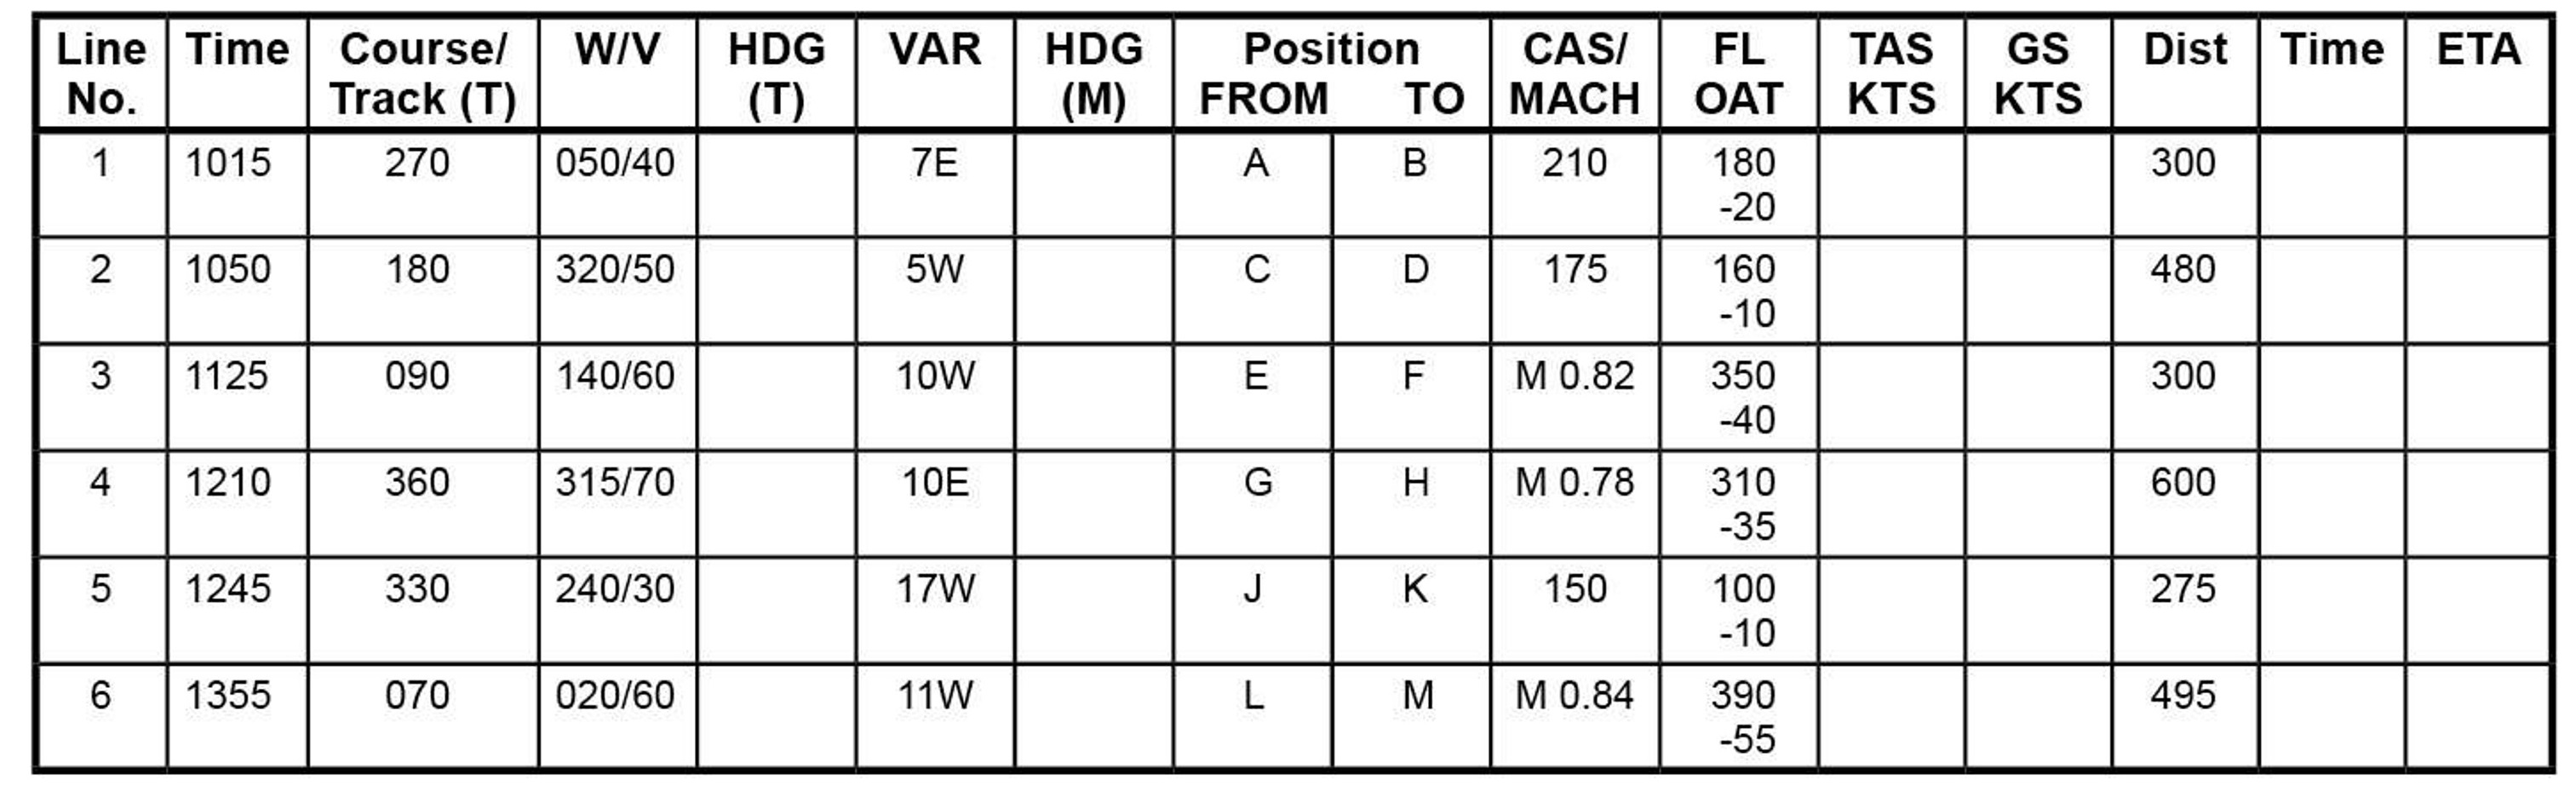 Line No. Time Course/ Track (T) W/V HDG (T) VAR HDG (M) Position FROM TO CAS/ MACH FL OAT TAS KTS GS KTS Dist Time ETA
1 1015 270 050/40 7E A B 210 180 300
-20
2 1050 180 320/50 5W C D 175 160 480
-10
3 1125 090 140/60 10W E F M 0.82 350 300
-40
4 1210 360 315/70 10E G H M 0.78 310 600
-35
5 1245 330 240/30 17W J K 150 100 275
-10
6 1355 070 020/60 11W L M M 0.84 390 495
-55